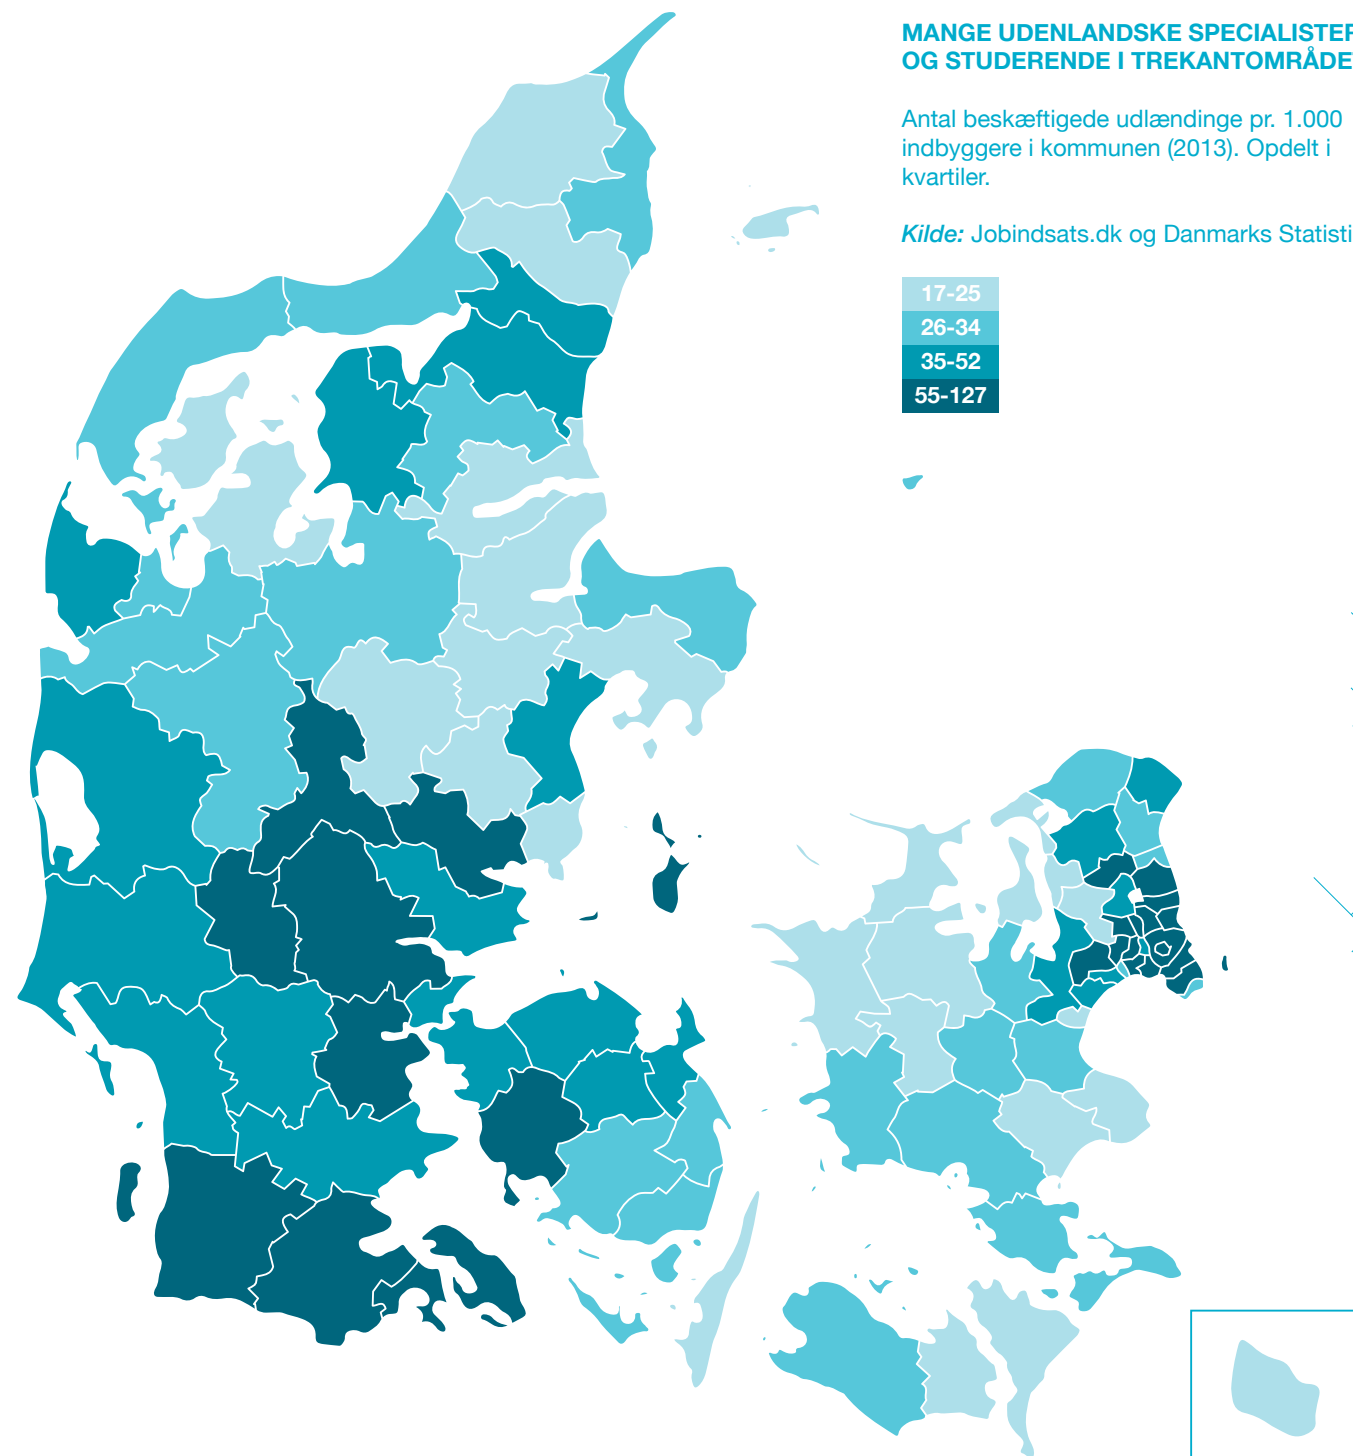 MANGE UDENLANDSKE SPECIALISTER
OG STUDERENDE I TREKANTOMRÅDE
Antal beskæftigede udlændinge pr. 1.000
indbyggere i kommunen (2013). Opdelt i
kvartiler.
Kilde: Jobindsats.dk og Danmarks Statisti
17-25
26-34
35-52
55-127